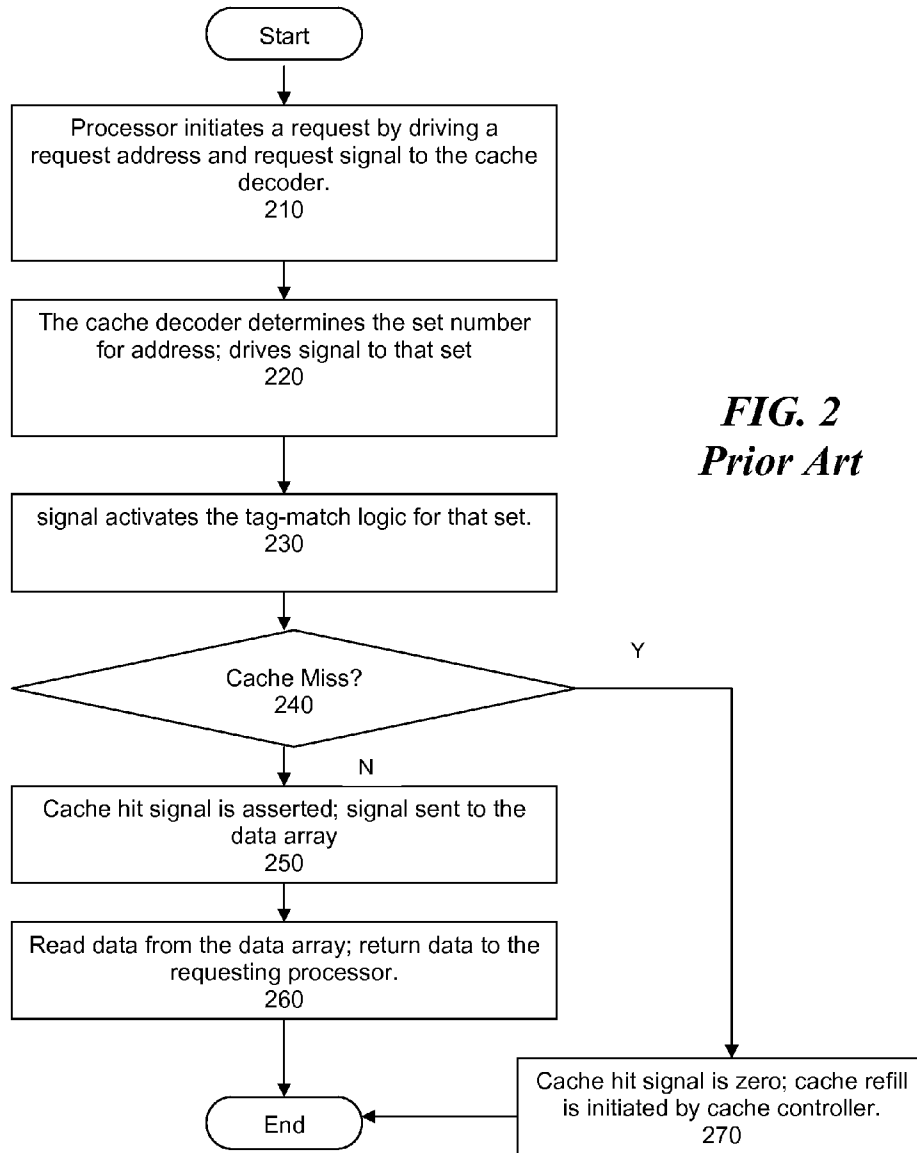 Start
Processor initiates a request by driving a
request address and request signal to the cache
decoder.
210
The cache decoder determines the set number
for address; drives signal to that set
220
FIG. 2
Prior Art
signal activates the tag-match logic for that set.
230
Cache Miss?
240
Y
N
Cache hit signal is asserted; signal sent to the
data array
250
Read data from the data array; return data to the
requesting processor.
260
Cache hit signal is zero; cache refill
is initiated by cache controller.
270
End